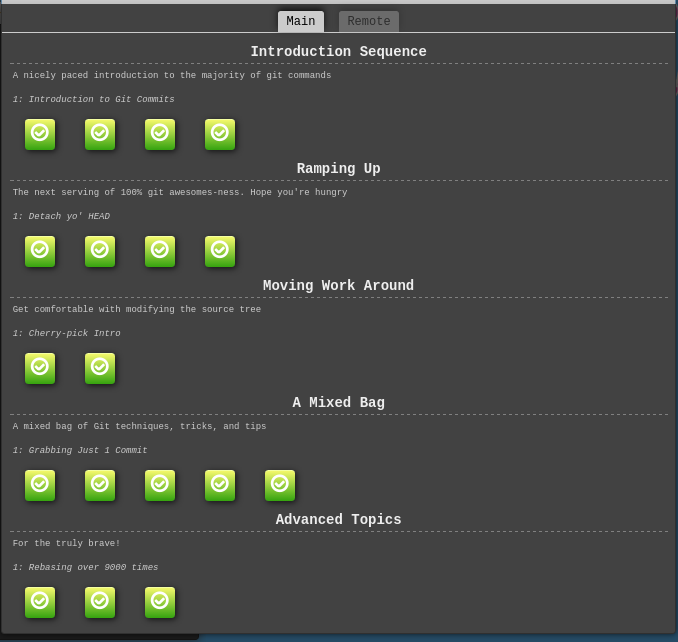 Main
Remote
Introduction Sequence
A nicely paced introduction to the majority of git commands
1: Introduction to Git Commits
Ramping Up
The next serving of 100% git awesomes-ness. Hope you're hungry
1: Detach yo' HEAD
Moving Work Around
Get comfortable with modifying the source tree
1: Cherry-pick Intro
A Mixed Bag
A mixed bag of Git techniques, tricks, and tips
1: Grabbing Just 1 Commit
Advanced Topics
For the truly brave!
1: Rebasing over 9000 times